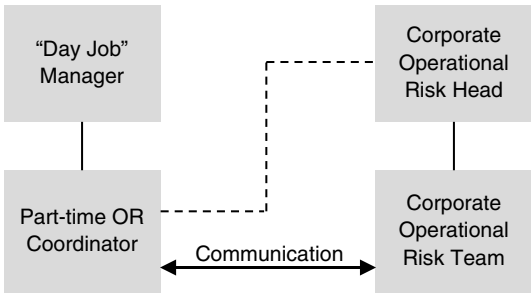 “Day Job”
Manager
Corporate
Operational
Risk Head
Part-time OR
Coordinator
Communication
Corporate
Operational
Risk Team